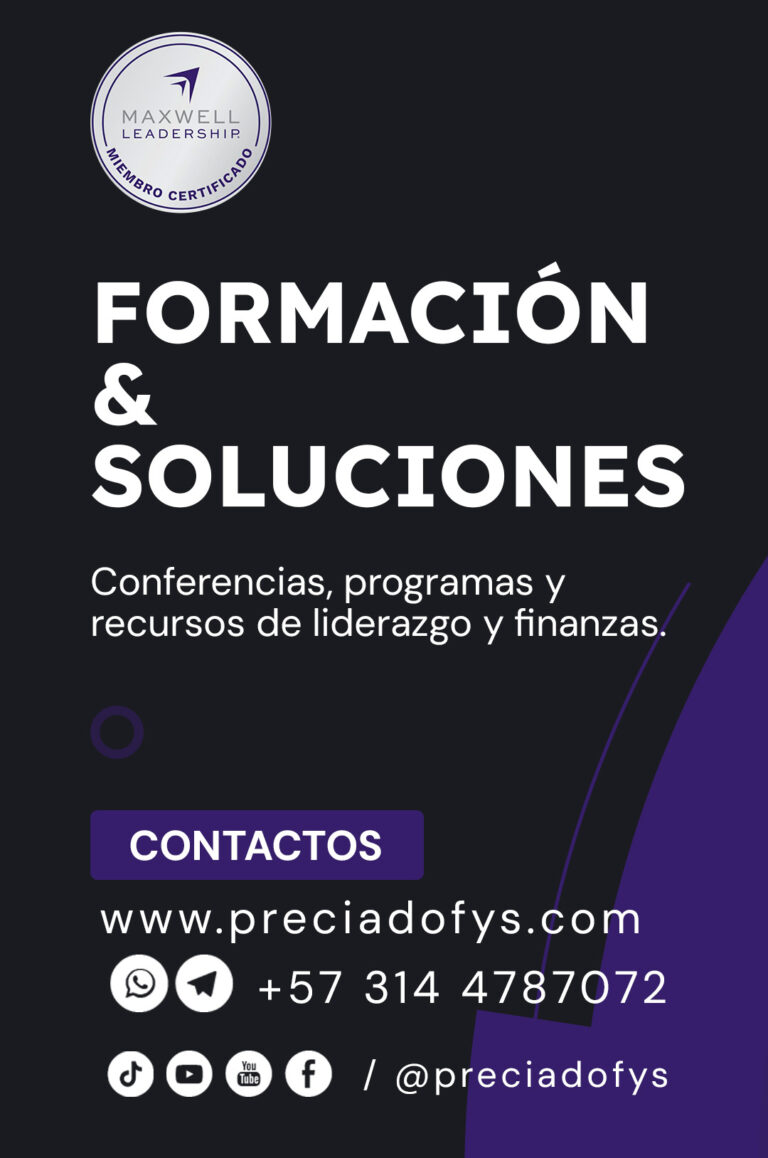 MAXWELL
LEADERSHIP
MIEMBRO CERTIFICADO
FORMACIÓN
&
SOLUCIONES
Conferencias, programas y
recursos de liderazgo y finanzas.
CONTACTOS
www.preciadofys.com
+57 314 4787072
You
Tube
/ @preciadofys